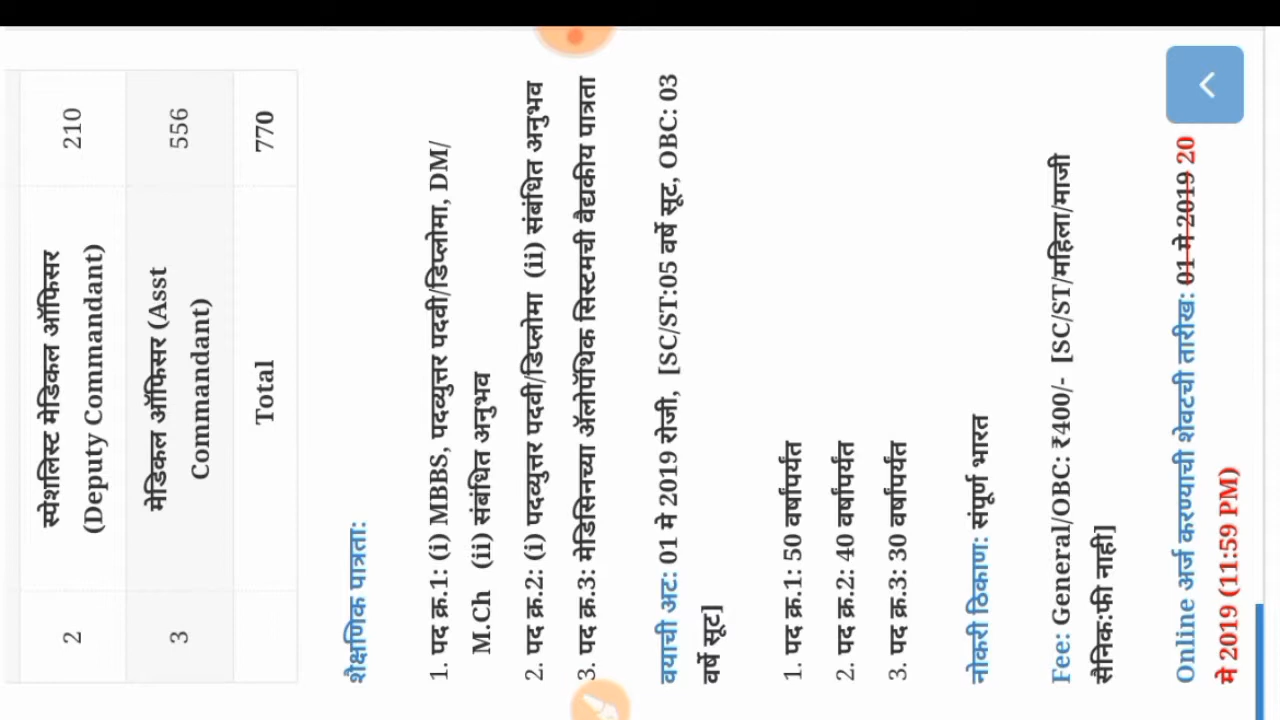 2 स्पेशलिस्ट मेडिकल ऑफिसर 210
(Deputy Commandant)
3 मेडिकल ऑफिसर (Asst 556
Commandant)
Total 770
शैक्षणिक पात्रता:
1. पद क्र.1: (i) MBBS, पदव्युत्तर पदवी/डिप्लोमा, DM/
M.Ch (ii) संबंधित अनुभव
2. पद क्र.2: (i) पदव्युत्तर पदवी/डिप्लोमा (ii) संबंधित अनुभव
3. पद क्र.3: मेडिसिनच्या ॲलोपॅथिक सिस्टमची वैद्यकीय पात्रता
वयाची अट: 01 मे 2019 रोजी, [SC/ST:05 वर्षे सूट, OBC: 03
वर्षे सूट]
1. पद क्र.1: 50 वर्षांपर्यंत
2. पद क्र.2: 40 वर्षांपर्यंत
3. पद क्र.3: 30 वर्षांपर्यंत
नोकरी ठिकाण: संपूर्ण भारत
Fee: General/OBC: ₹400/- [SC/ST/महिला/माजी
सैनिक:फी नाही]
Online अर्ज करण्याची शेवटची तारीख: 01 मे 2019 20
मे 2019 (11:59 PM)